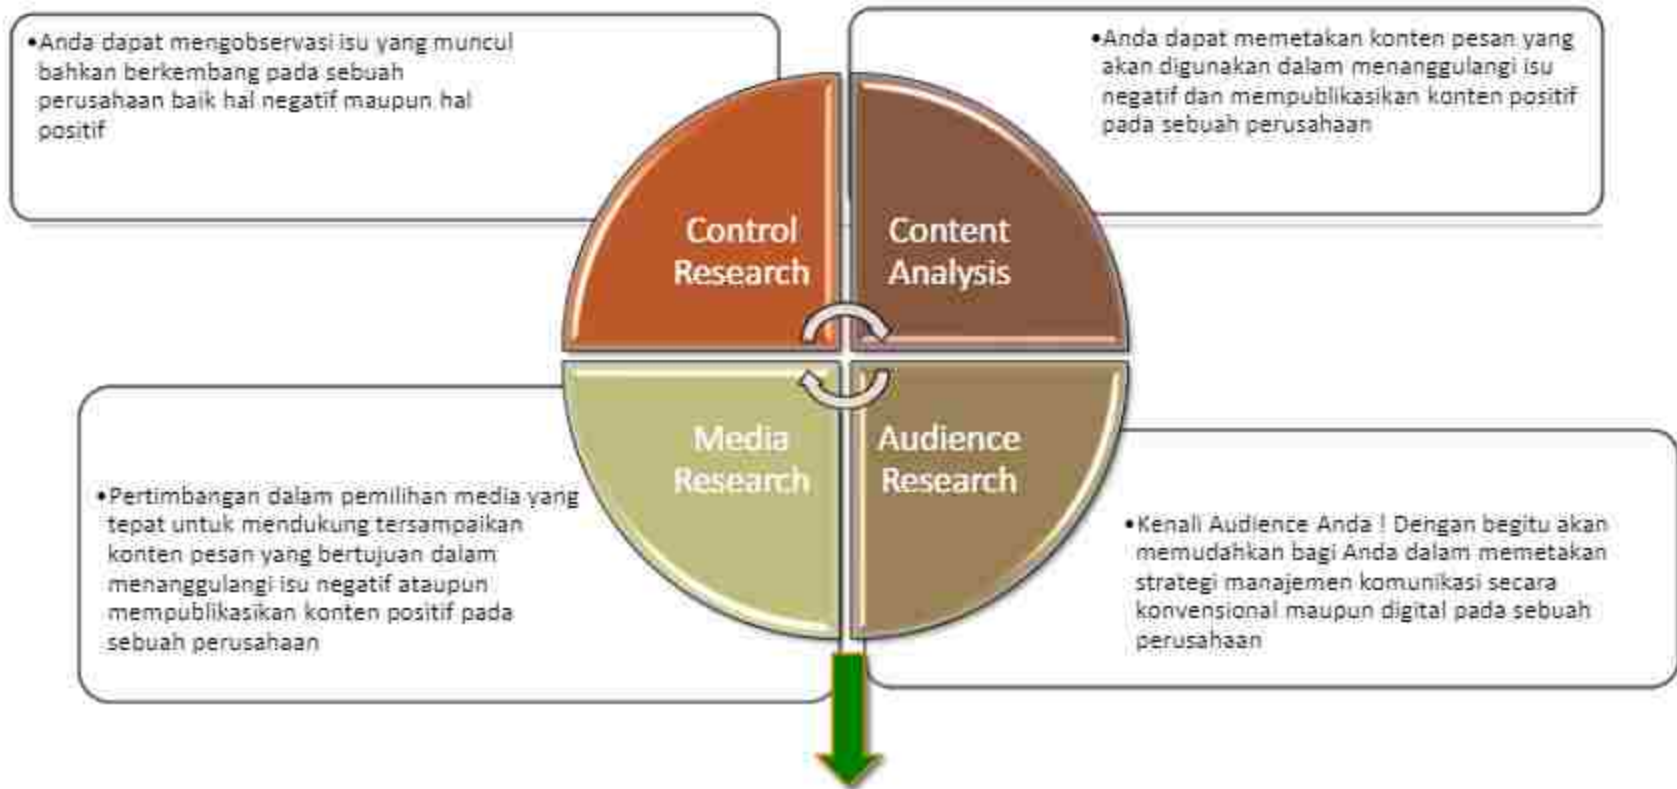 •Anda dapat mengobservasi isu yang muncul
bahkan berkembang pada sebuah
perusahaan baik hal negatif maupun hal
positif
•Anda dapat memetakan konten pesan yang
akan digunakan dalam menanggulangi isu
negatif dan mempublikasikan konten positif
pada sebuah perusahaan
Control
Research
Content
Analysis
Media
Research
Audience
Research
•Pertimbangan dalam pemilihan media yang
tepat untuk mendukung tersampaikan
konten pesan yang bertujuan dalam
menanggulangi isu negatif ataupun
mempublikasikan konten positif pada
sebuah perusahaan
•Kenali Audience Anda ! Dengan begitu akan
memudahkan bagi Anda dalam memetakan
strategi manajemen komunikasi secara
konvensional maupun digital pada sebuah
perusahaan